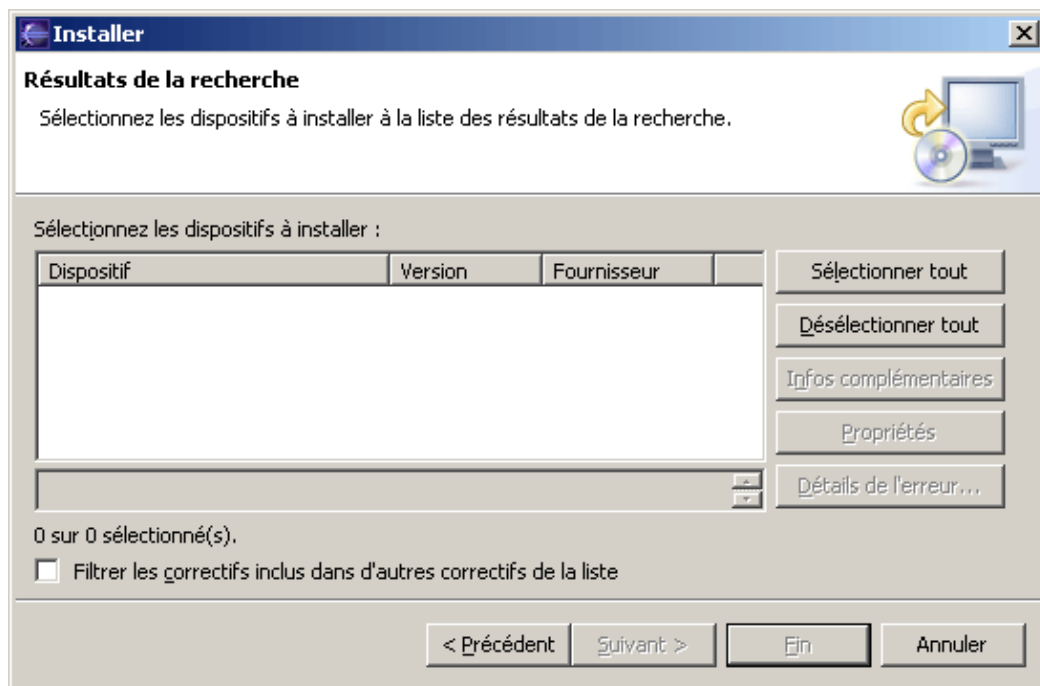 Installer
Résultats de la recherche
Sélectionnez les dispositifs à installer à la liste des résultats de la recherche.
Sélectionnez les dispositifs à installer :
Dispositif Version Fournisseur
Sélectionner tout
Désélectionner tout
Infos complémentaires
Propriétés
Détails de l'erreur...
0 sur 0 sélectionné(s).
Filtrer les correctifs inclus dans d'autres correctifs de la liste
< Précédent Suivant > Fin Annuler